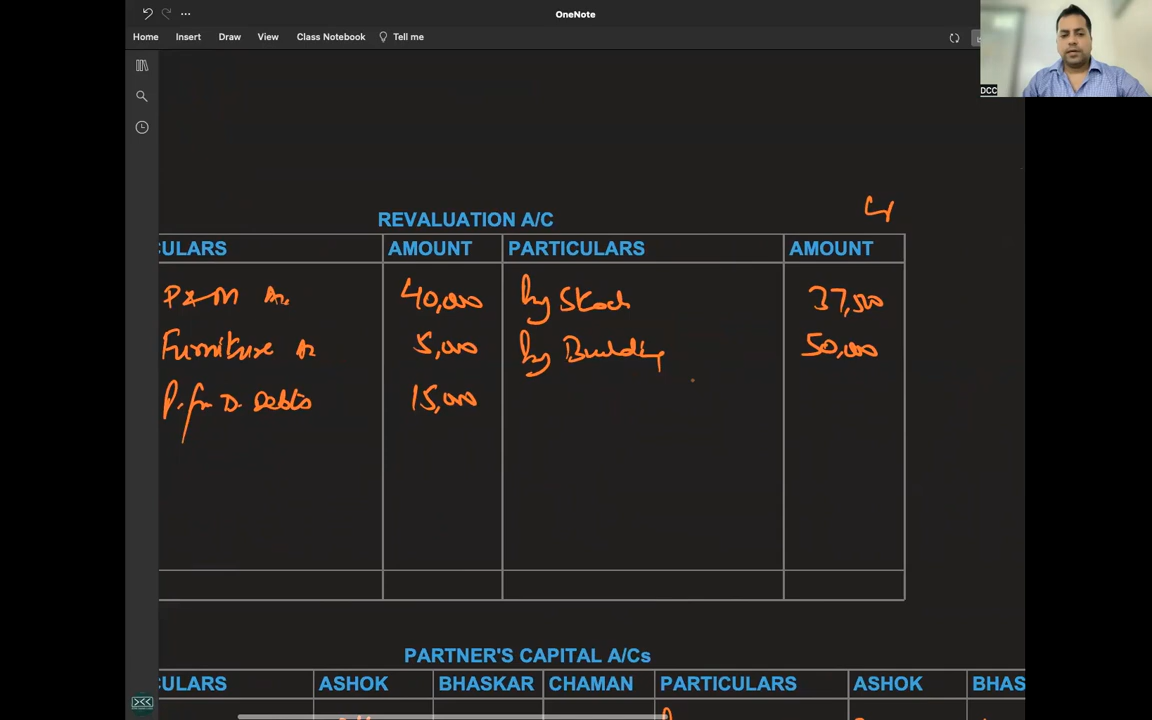 OneNote
Home Insert Draw View Class Notebook Tell me
DCC
Cr
REVALUATION A/C
CULARS AMOUNT PARTICULARS AMOUNT
P&M A/c 40,000 By Stock 37,500
Furniture A/c 5,000 By Building 50,000
P. for D. Debts 15,000
PARTNER'S CAPITAL A/Cs
CULARS ASHOK BHASKAR CHAMAN PARTICULARS ASHOK BHAS